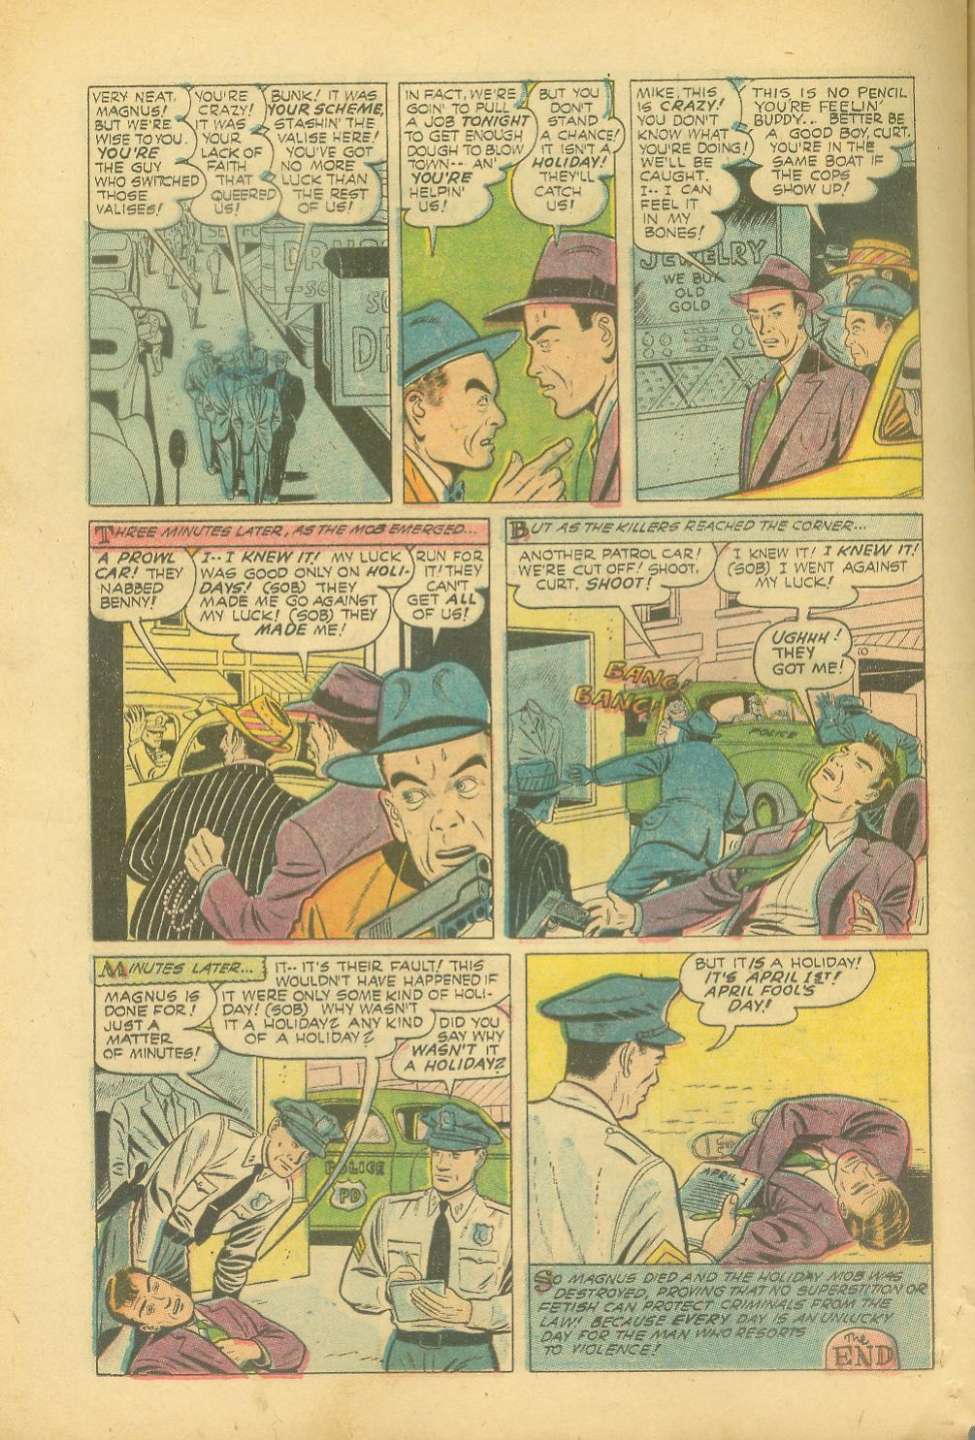 VERY NEAT,
MAGNUS!
BUT WE'RE
WISE TO YOU.
YOU'RE
THE GUY
WHO SWITCHED
THOSE
VALISES!
YOU'RE
CRAZY!
IT WAS
YOUR
LACK OF
FAITH
THAT
QUEERED
US!
BUNK! IT WAS
YOUR SCHEME,
STASHIN' THE
VALISE HERE!
YOU'VE GOT
NO MORE
LUCK THAN
THE REST
OF US!
IN FACT, WE'RE
GOIN' TO PULL
A JOB TONIGHT
TO GET ENOUGH
DOUGH TO BLOW
TOWN-- AN'
YOU'RE
HELPIN'
US!
BUT YOU
DON'T
STAND
A CHANCE!
IT ISN'T A
HOLIDAY!
THEY'LL
CATCH
US!
MIKE, THIS
IS CRAZY!
YOU DON'T
KNOW WHAT
YOU'RE DOING!
WE'LL BE
CAUGHT.
I-- I CAN
FEEL IT
IN MY
BONES!
THIS IS NO PENCIL
YOU'RE FEELIN'
BUDDY... BETTER BE
A GOOD BOY, CURT.
YOU'RE IN THE
SAME BOAT IF
THE COPS
SHOW UP!
JEWELRY
WE BUY
OLD
GOLD
THREE MINUTES LATER, AS THE MOB EMERGED...
A PROWL
CAR! THEY
NABBED
BENNY!
I-- I KNEW IT! MY LUCK
WAS GOOD ONLY ON HOLI-
DAYS! (SOB) THEY
MADE ME GO AGAINST
MY LUCK! (SOB) THEY
MADE ME!
RUN FOR
IT! THEY
CAN'T
GET ALL
OF US!
BUT AS THE KILLERS REACHED THE CORNER...
ANOTHER PATROL CAR!
WE'RE CUT OFF! SHOOT,
CURT, SHOOT!
I KNEW IT! I KNEW IT!
(SOB) I WENT AGAINST
MY LUCK!
UGHHH!
THEY
GOT ME!
10
BANG!
BANG!
POLICE
MINUTES LATER...
MAGNUS IS
DONE FOR!
JUST A
MATTER
OF MINUTES!
IT-- IT'S THEIR FAULT! THIS
WOULDN'T HAVE HAPPENED IF
IT WERE ONLY SOME KIND OF HOLI-
DAY! (SOB) WHY WASN'T
IT A HOLIDAY? ANY KIND
OF A HOLIDAY?
DID YOU
SAY WHY
WASN'T IT
A HOLIDAY?
POLICE
PD
BUT IT IS A HOLIDAY!
IT'S APRIL 1ST!
APRIL FOOL'S
DAY!
APRIL 1
SO MAGNUS DIED AND THE HOLIDAY MOB WAS
DESTROYED, PROVING THAT NO SUPERSTITION OR
FETISH CAN PROTECT CRIMINALS FROM THE
LAW! BECAUSE EVERY DAY IS AN UNLUCKY
DAY FOR THE MAN WHO RESORTS
TO VIOLENCE!
The
END